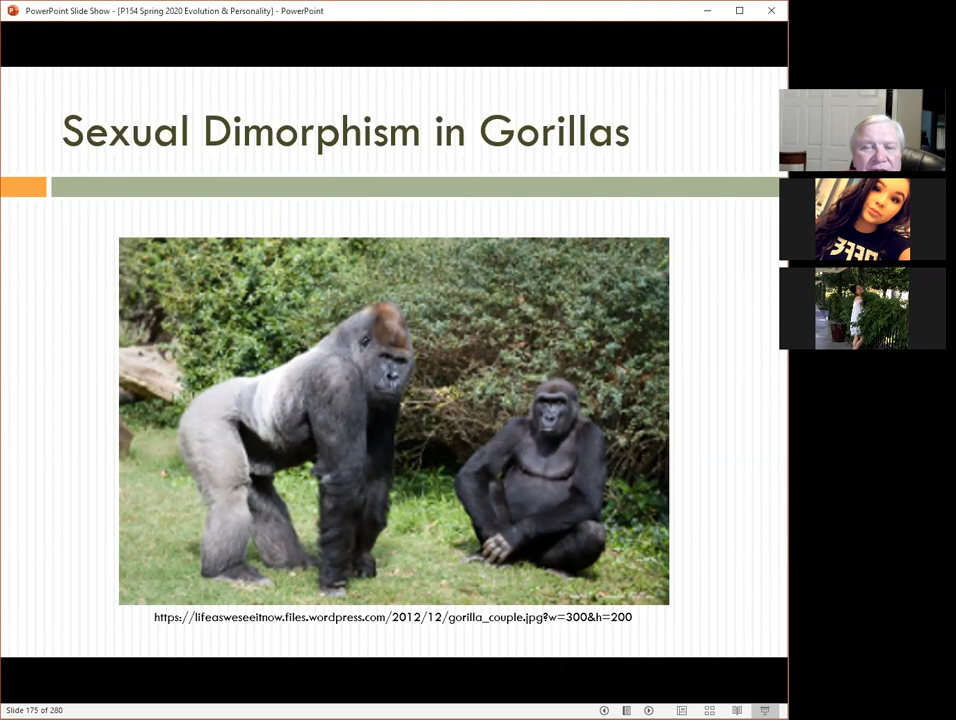 PowerPoint Slide Show - [P154 Spring 2020 Evolution & Personality] - PowerPoint
Sexual Dimorphism in Gorillas
https://lifeasweseeitnow.files.wordpress.com/2012/12/gorilla_couple.jpg?w=300&h=200
Slide 175 of 280